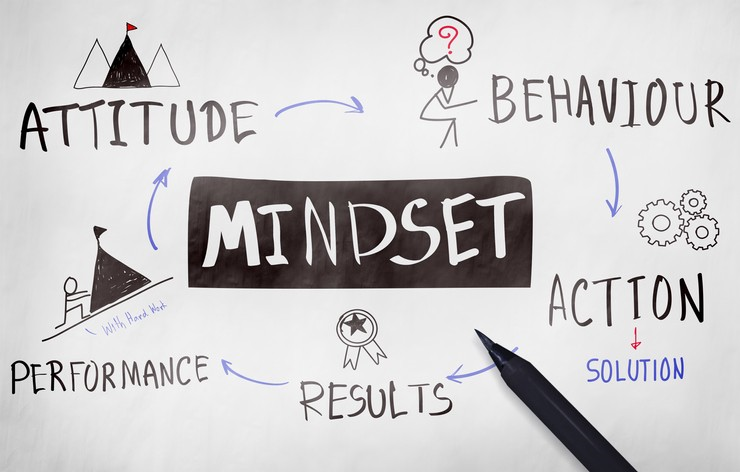 ?
ATTITUDE
BEHAVIOUR
MINDSET
ACTION
SOLUTION
With Hard Work
RESULTS
PERFORMANCE